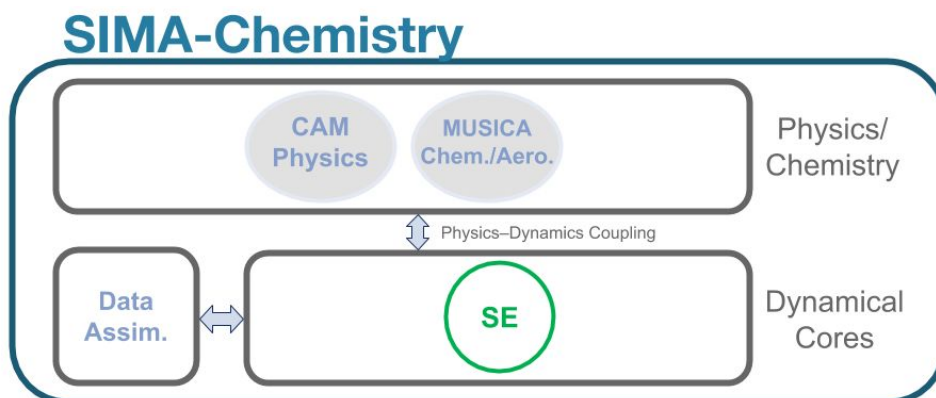 SIMA-Chemistry
CAM
Physics
MUSICA
Chem./Aero.
Physics/
Chemistry
Physics–Dynamics Coupling
Data
Assim.
SE
Dynamical
Cores